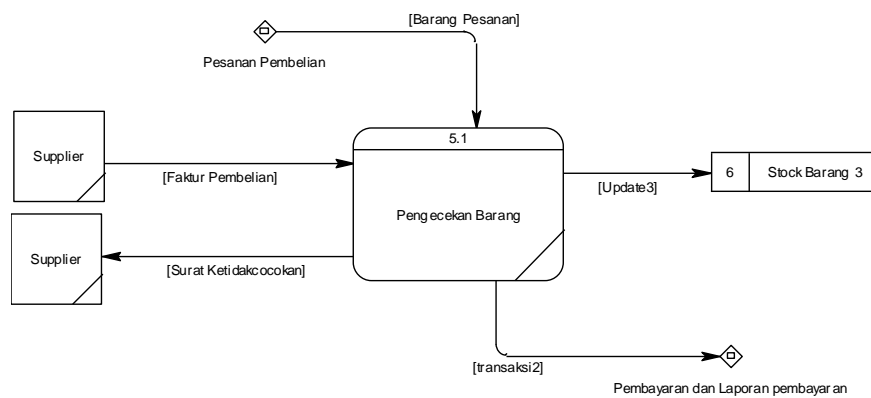 [Barang Pesanan]
Pesanan Pembelian
5.1
Supplier
[Faktur Pembelian]
6
Stock Barang 3
[Update3]
Pengecekan Barang
Supplier
[Surat Ketidakcocokan]
[transaksi2]
Pembayaran dan Laporan pembayaran